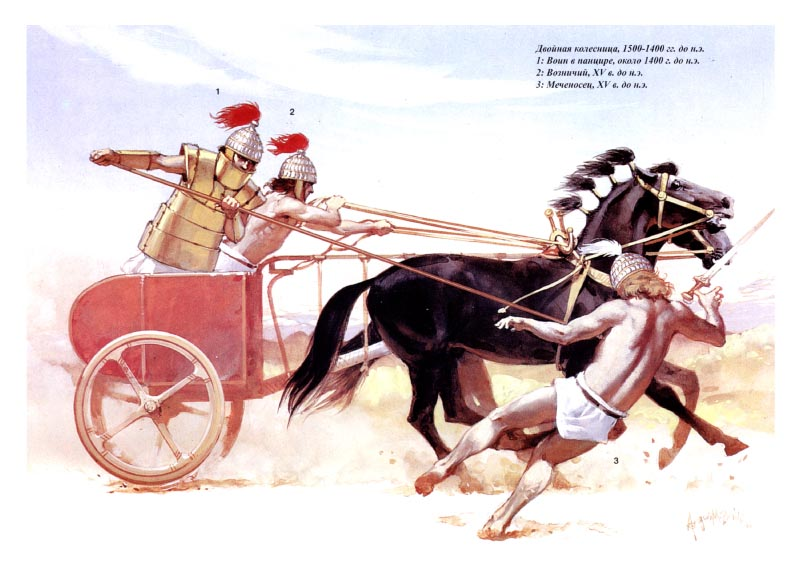 Двойная колесница, 1500-1400 гг. до н.э.
1: Воин в панцире, около 1400 г. до н.э.
2: Возничий, XV в. до н.э.
3: Меченосец, XV в. до н.э.
1
2
3